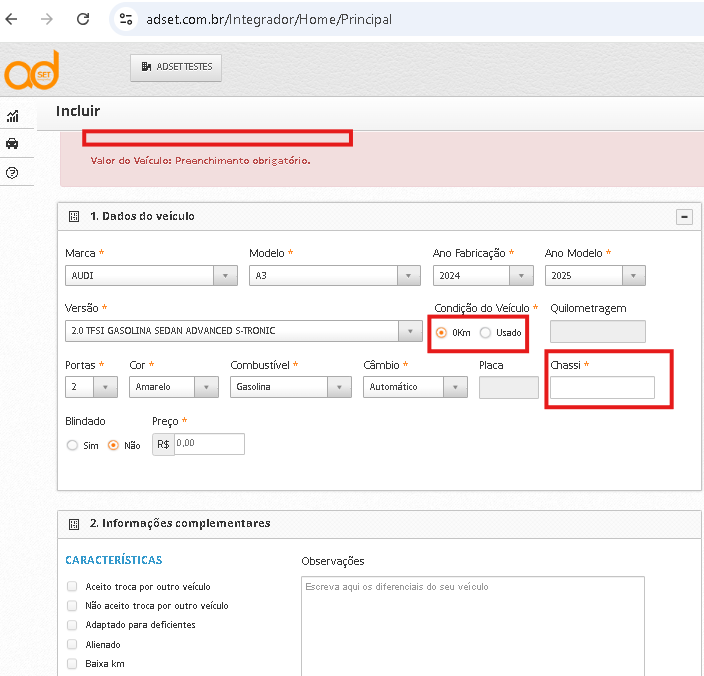 adset.com.br/Integrador/Home/Principal
ad SET
ADSETTESTES
Incluir
Valor do Veículo: Preenchimento obrigatório.
1. Dados do veículo
Marca * Modelo * Ano Fabricação * Ano Modelo *
AUDI A3 2024 2025
Versão * Condição do Veículo * Quilometragem
2.0 TFSI GASOLINA SEDAN ADVANCED S-TRONIC 0Km Usado
Portas * Cor * Combustível * Câmbio * Placa Chassi *
2 Amarelo Gasolina Automático
Blindado Preço *
Sim Não R$ 0,00
2. Informações complementares
CARACTERÍSTICAS Observações
Aceito troca por outro veículo Escreva aqui os diferenciais do seu veículo
Não aceito troca por outro veículo
Adaptado para deficientes
Alienado
Baixa km